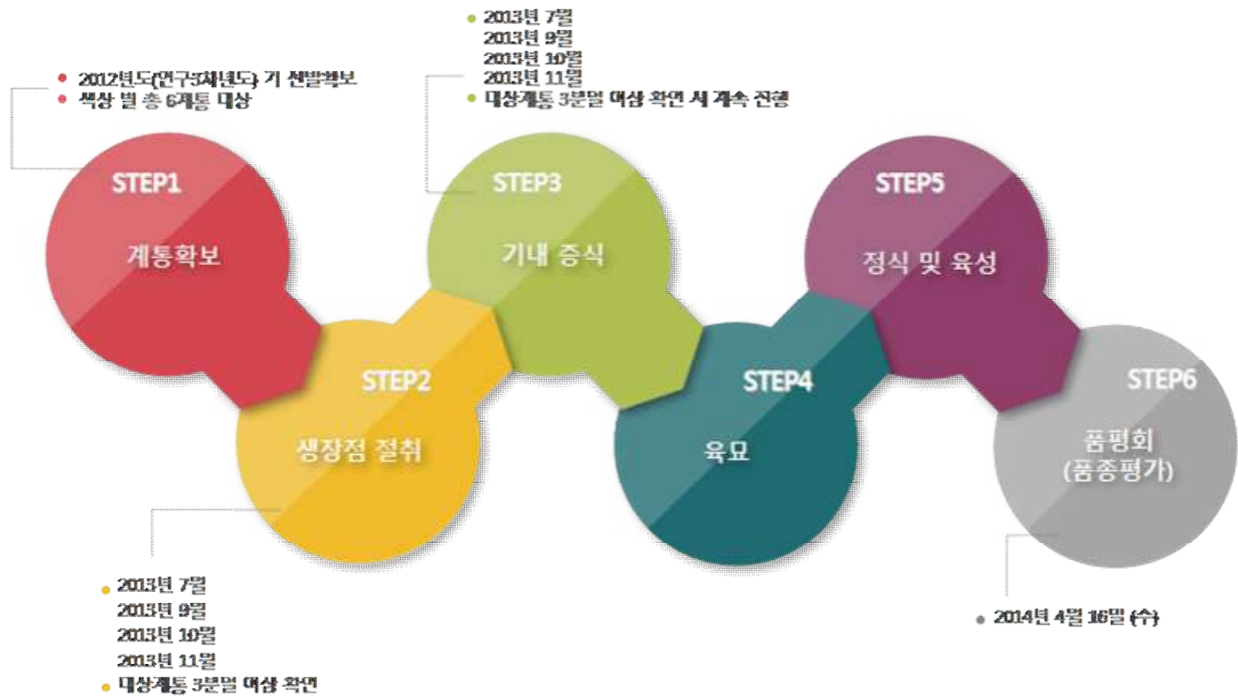 2012년도(연구3차년도) 기 선발확보
색상 별 총 6계통 대상
STEP1
계통확보
STEP2
생장점 절취
2013년 7월
2013년 9월
2013년 10월
2013년 11월
대상계통 3분얼 이상 확인
2013년 7월
2013년 9월
2013년 10월
2013년 11월
대상계통 3분얼 이상 확인 시 계속 진행
STEP3
기내 증식
STEP4
육묘
STEP5
정식 및 육성
STEP6
품평회
(품종평가)
2014년 4월 16일 (수)